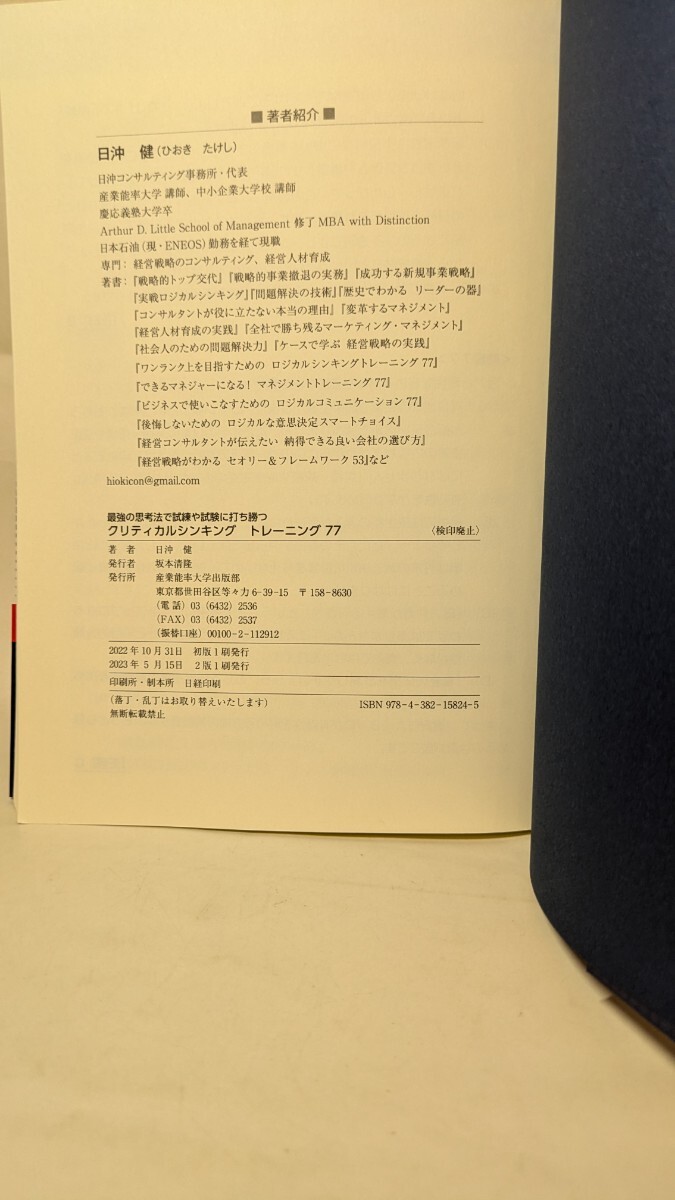 ■ 著者紹介 ■
日沖 健(ひおき たけし)
日沖コンサルティング事務所・代表
産業能率大学 講師、中小企業大学校 講師
慶応義塾大学卒
Arthur D. Little School of Management 修了 MBA with Distinction
日本石油(現・ENEOS)勤務を経て現職
専門: 経営戦略のコンサルティング、経営人材育成
著書:『戦略的トップ交代』『戦略的事業撤退の実務』『成功する新規事業戦略』
『実戦ロジカルシンキング』『問題解決の技術』『歴史でわかる リーダーの器』
『コンサルタントが役に立たない本当の理由』『変革するマネジメント』
『経営人材育成の実践』『全社で勝ち残るマーケティング・マネジメント』
『社会人のための問題解決力』『ケースで学ぶ 経営戦略の実践』
『ワンランク上を目指すための ロジカルシンキングトレーニング 77』
『できるマネジャーになる! マネジメントトレーニング 77』
『ビジネスで使いこなすための ロジカルコミュニケーション 77』
『後悔しないための ロジカルな意思決定スマートチョイス』
『経営コンサルタントが伝えたい 納得できる良い会社の選び方』
『経営戦略がわかる セオリー&フレームワーク 53』など
hiokicon@gmail.com
最強の思考法で試練や試験に打ち勝つ
クリティカルシンキング トレーニング 77 〈検印廃止〉
著 者 日沖 健
発行者 坂本清隆
発行所 産業能率大学出版部
東京都世田谷区等々力 6-39-15 〒158-8630
(電話) 03 (6432) 2536
(FAX) 03 (6432) 2537
(振替口座) 00100-2-112912
2022 年 10 月 31日 初版 1 刷発行
2023 年 5 月 15日 2 版 1 刷発行
印刷所・制本所 日経印刷
(落丁・乱丁はお取り替えいたします) ISBN 978-4-382-15824-5
無断転載禁止